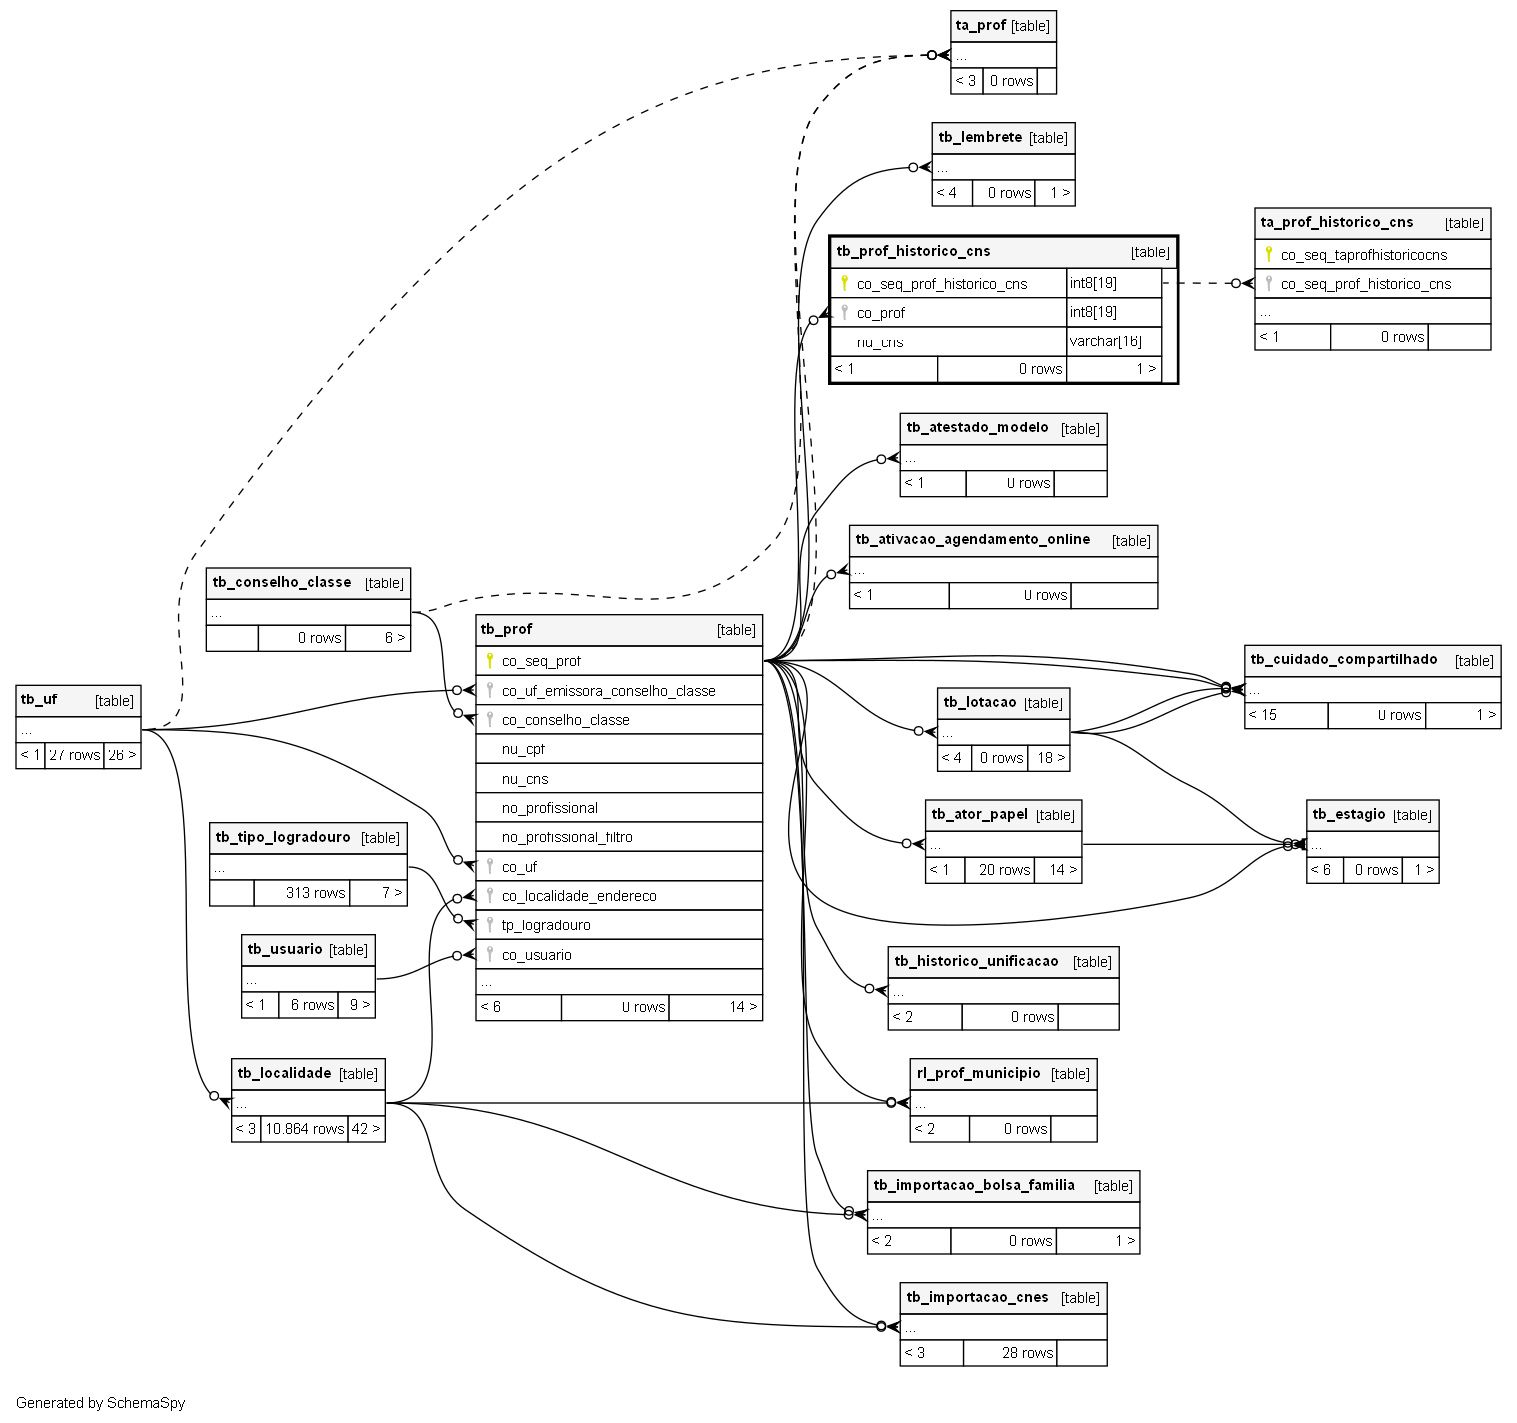 ta_prof [table]
...
< 3 0 rows
tb_lembrete [table]
...
< 4 0 rows 1 >
tb_prof_historico_cns [table]
co_seq_prof_historico_cns int8[19]
co_prof int8[19]
nu_cns varchar[16]
< 1 0 rows 1 >
ta_prof_historico_cns [table]
co_seq_taprofhistoricocns
co_seq_prof_historico_cns
...
< 1 0 rows
tb_atestado_modelo [table]
...
< 1 0 rows
tb_ativacao_agendamento_online [table]
...
< 1 0 rows
tb_conselho_classe [table]
...
0 rows 6 >
tb_prof [table]
co_seq_prof
co_uf_emissora_conselho_classe
co_conselho_classe
nu_cpf
nu_cns
no_profissional
no_profissional_filtro
co_uf
co_localidade_endereco
tp_logradouro
co_usuario
...
< 6 0 rows 14 >
tb_uf [table]
...
< 1 27 rows 26 >
tb_cuidado_compartilhado [table]
...
< 15 0 rows 1 >
tb_lotacao [table]
...
< 4 0 rows 18 >
tb_tipo_logradouro [table]
...
313 rows 7 >
tb_ator_papel [table]
...
< 1 20 rows 14 >
tb_estagio [table]
...
< 6 0 rows 1 >
tb_usuario [table]
...
< 1 6 rows 9 >
tb_historico_unificacao [table]
...
< 2 0 rows
tb_localidade [table]
...
< 3 10.864 rows 42 >
rl_prof_municipio [table]
...
< 2 0 rows
tb_importacao_bolsa_familia [table]
...
< 2 0 rows 1 >
tb_importacao_cnes [table]
...
< 3 28 rows
Generated by SchemaSpy